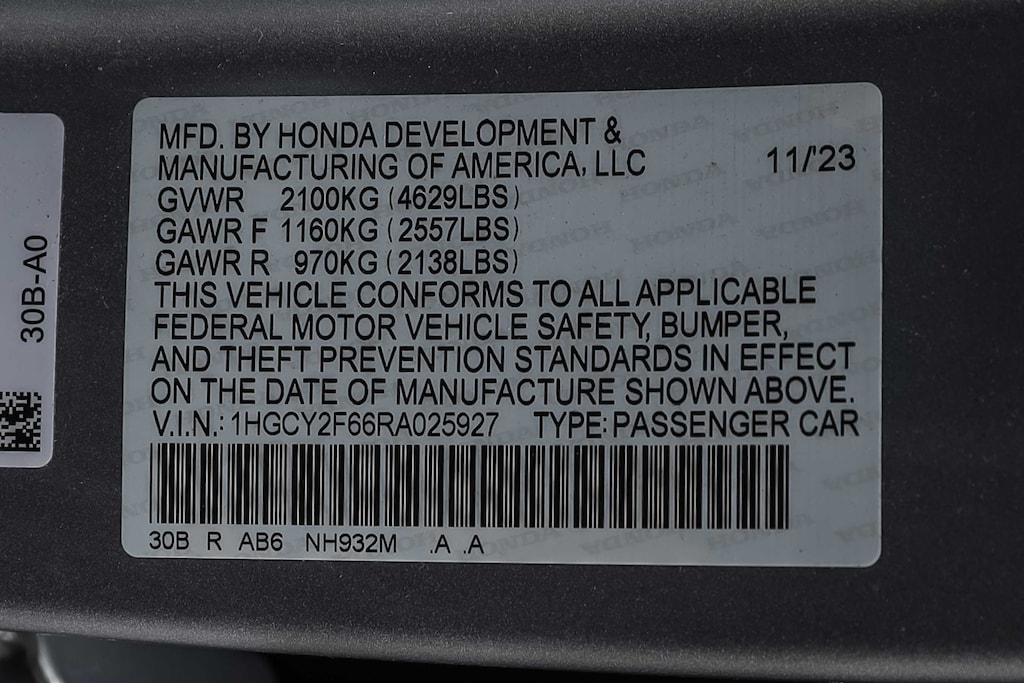 MFD. BY HONDA DEVELOPMENT &
MANUFACTURING OF AMERICA, LLC 11/'23
GVWR 2100KG (4629LBS)
GAWR F 1160KG (2557LBS)
GAWR R 970KG (2138LBS)
THIS VEHICLE CONFORMS TO ALL APPLICABLE
FEDERAL MOTOR VEHICLE SAFETY, BUMPER,
AND THEFT PREVENTION STANDARDS IN EFFECT
ON THE DATE OF MANUFACTURE SHOWN ABOVE.
V.I.N.: 1HGCY2F66RA025927 TYPE: PASSENGER CAR
30B R AB6 NH932M .A .A
30B-A0